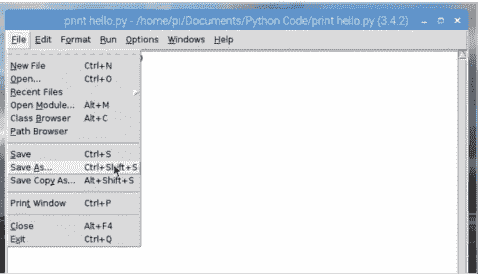 print hello.py - /home/pi/Documents/Python Code/print hello.py (3.4.2)
File Edit Format Run Options Windows Help
)
New File Ctrl+N
Open... Ctrl+O
Recent Files
Open Module... Alt+M
Class Browser Alt+C
Path Browser
Save Ctrl+S
Save As... Ctrl+Shift+S
Save Copy As... Alt+Shift+S
Print Window Ctrl+P
Close Alt+F4
Exit Ctrl+Q